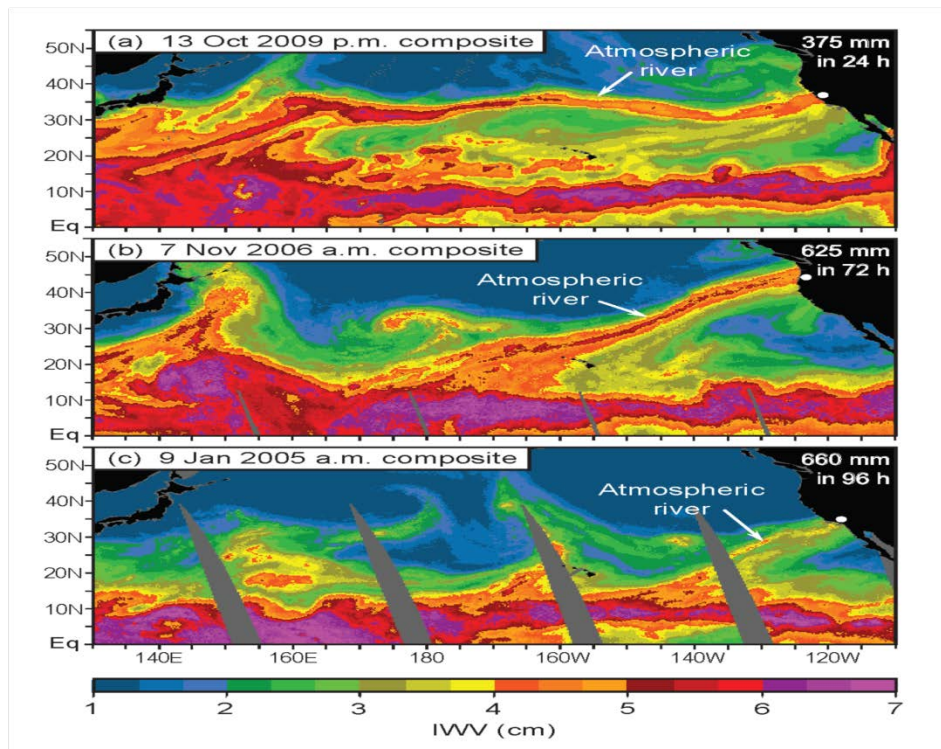 (a) 13 Oct 2009 p.m. composite
375 mm
in 24 h
Atmospheric
river
50N
40N
30N
20N
10N
Eq
(b) 7 Nov 2006 a.m. composite
625 mm
in 72 h
Atmospheric
river
50N
40N
30N
20N
10N
Eq
(c) 9 Jan 2005 a.m. composite
660 mm
in 96 h
Atmospheric
river
50N
40N
30N
20N
10N
Eq
140E 160E 180 160W 140W 120W
1 2 3 4 5 6 7
IWV (cm)